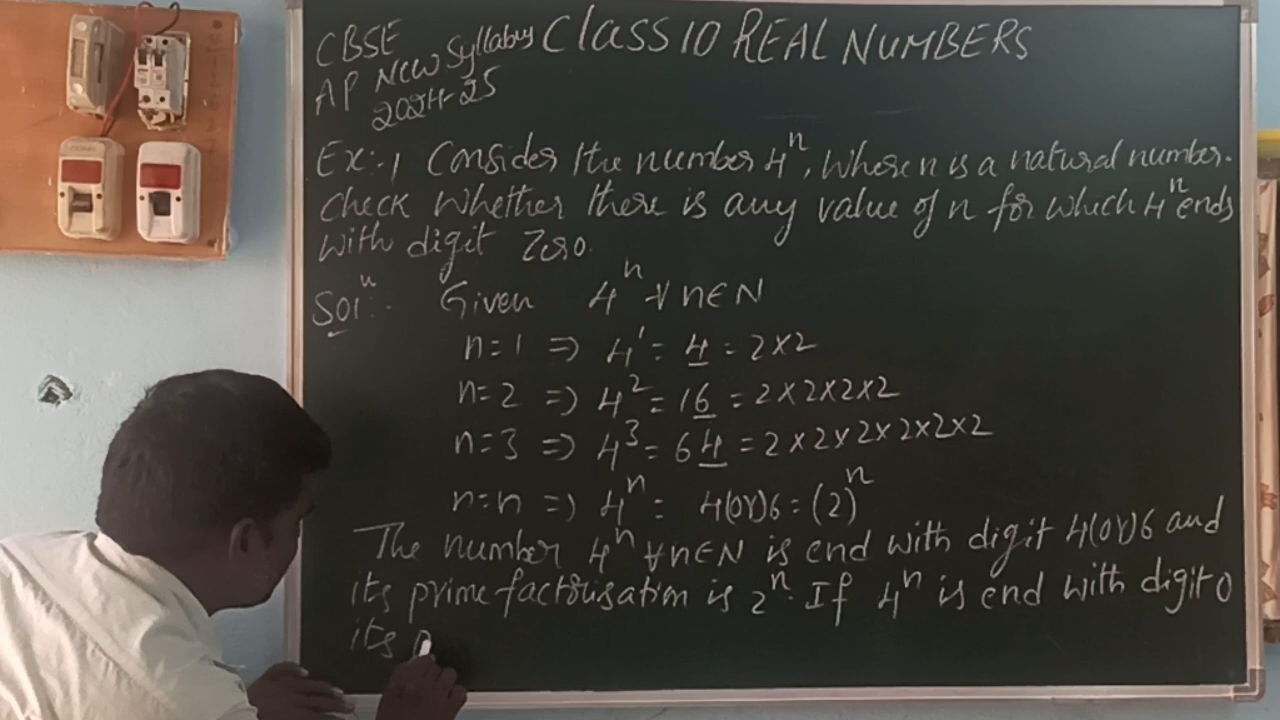 CBSE
AP New Syllabus
2024-25
Class 10 REAL NUMBERS
Ex:-1 Consider the number 4ⁿ, Where n is a natural number.
Check Whether there is any value of n for which 4ⁿ ends
with digit Zero.
Solⁿ:- Given 4ⁿ ∀ n∈N
n=1 ⇒ 4¹ = 4 = 2×2
n=2 ⇒ 4² = 16 = 2×2×2×2
n=3 ⇒ 4³ = 64 = 2×2×2×2×2×2
n=n ⇒ 4ⁿ = 4(or)6 = (2)ⁿ
The number 4ⁿ ∀ n∈N is end with digit 4(or)6 and
its prime factorisation is 2ⁿ. If 4ⁿ is end with digit 0
its p